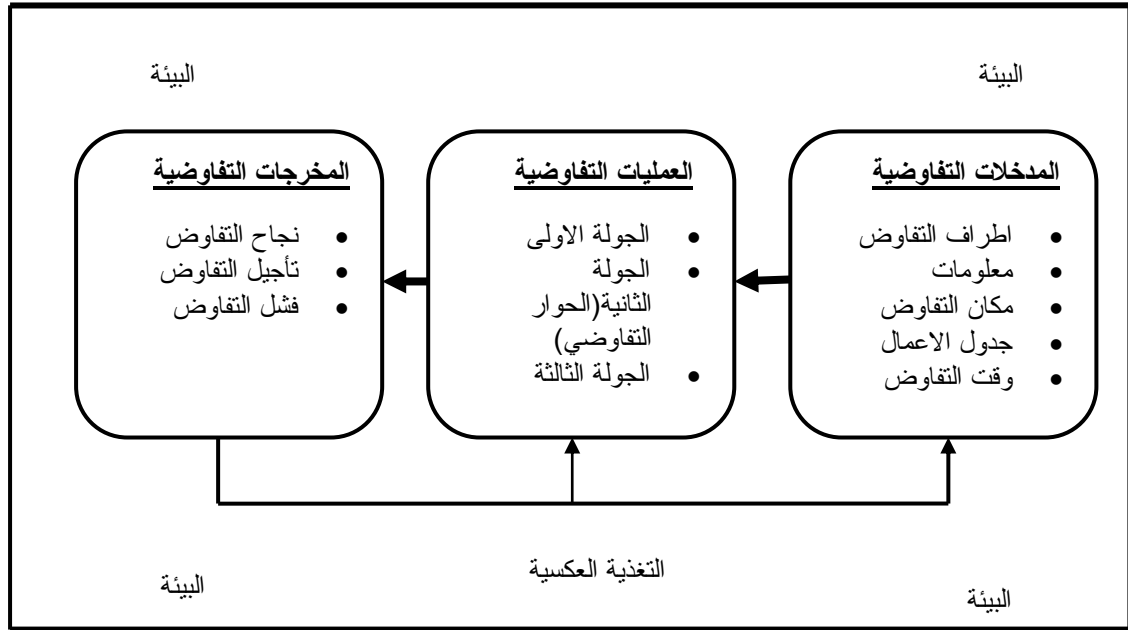 البيئة
البيئة
المدخلات التفاوضية
اطراف التفاوض
معلومات
مكان التفاوض
جدول الاعمال
وقت التفاوض
العمليات التفاوضية
الجولة الاولى
الجولة
الثانية(الحوار
التفاوضي)
الجولة الثالثة
المخرجات التفاوضية
نجاح التفاوض
تأجيل التفاوض
فشل التفاوض
التغذية العكسية
البيئة
البيئة